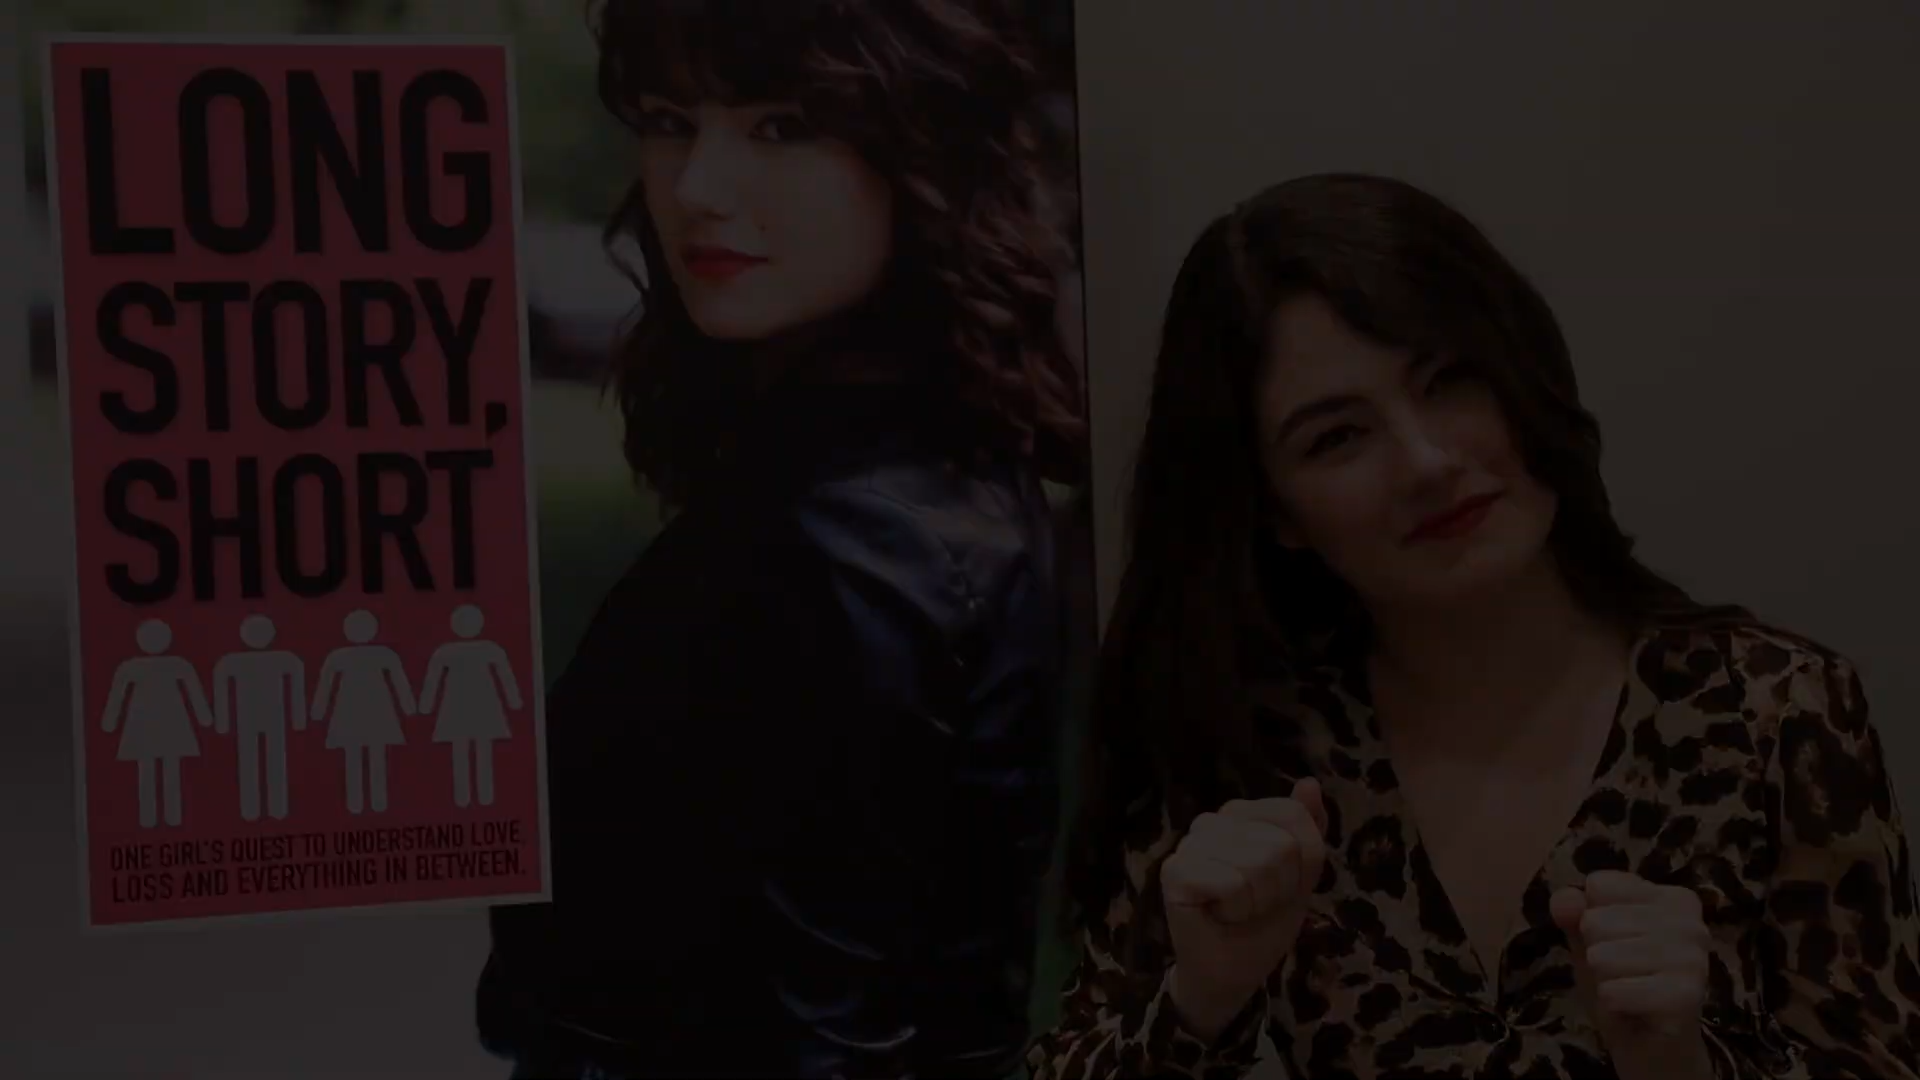 LONG
STORY,
SHORT
ONE GIRL'S QUEST TO UNDERSTAND LOVE,
LOSS AND EVERYTHING IN BETWEEN.